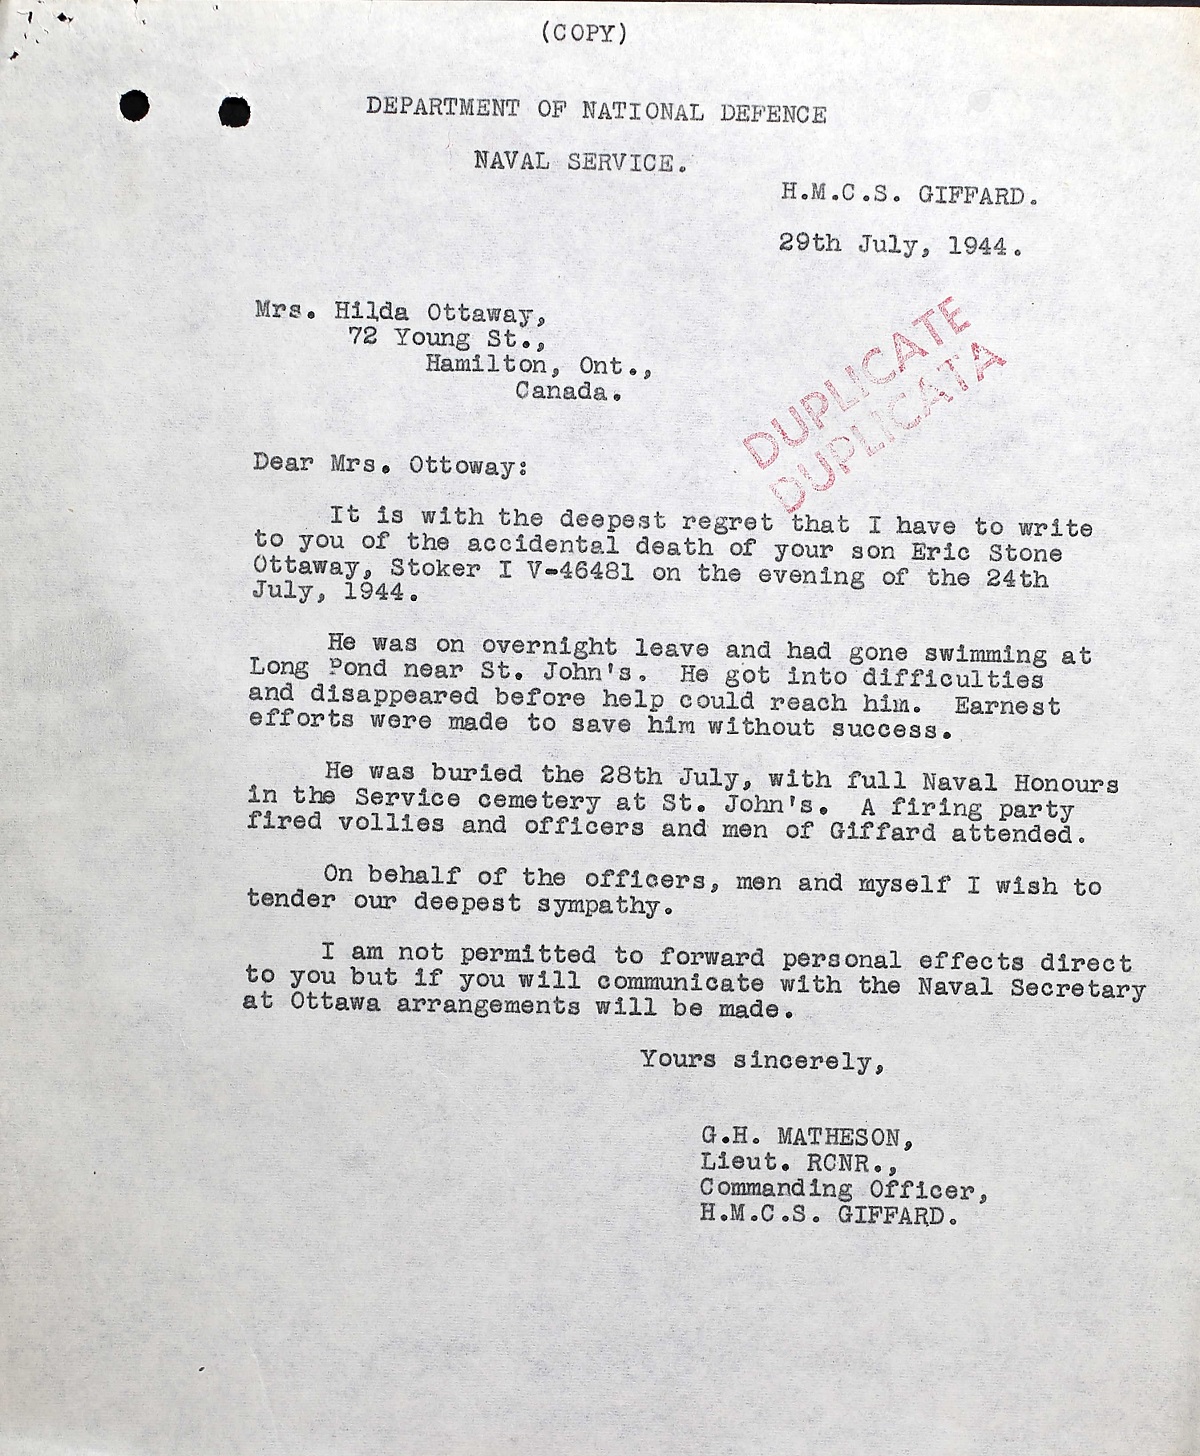 (COPY)
DEPARTMENT OF NATIONAL DEFENCE
NAVAL SERVICE.
H.M.C.S. GIFFARD.
29th July, 1944.
Mrs. Hilda Ottaway,
72 Young St.,
Hamilton, Ont.,
Canada.
DUPLICATE
DUPLICATA
Dear Mrs. Ottoway:
It is with the deepest regret that I have to write
to you of the accidental death of your son Eric Stone
Ottaway, Stoker I V-46481 on the evening of the 24th
July, 1944.
He was on overnight leave and had gone swimming at
Long Pond near St. John's. He got into difficulties
and disappeared before help could reach him. Earnest
efforts were made to save him without success.
He was buried the 28th July, with full Naval Honours
in the Service cemetery at St. John's. A firing party
fired vollies and officers and men of Giffard attended.
On behalf of the officers, men and myself I wish to
tender our deepest sympathy.
I am not permitted to forward personal effects direct
to you but if you will communicate with the Naval Secretary
at Ottawa arrangements will be made.
Yours sincerely,
G.H. MATHESON,
Lieut. RCNR.,
Commanding Officer,
H.M.C.S. GIFFARD.